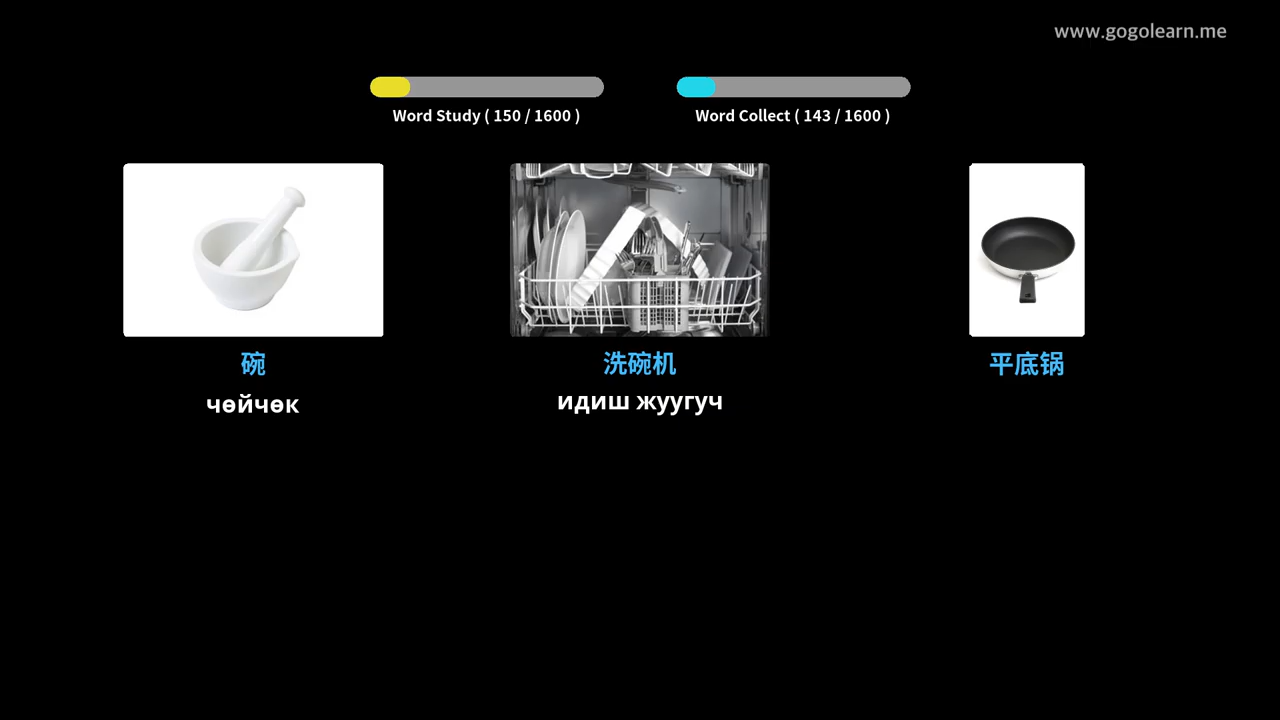 www.gogolearn.me
Word Study ( 150 / 1600 )
Word Collect ( 143 / 1600 )
碗
洗碗机
平底锅
чөйчөк
идиш жуугуч